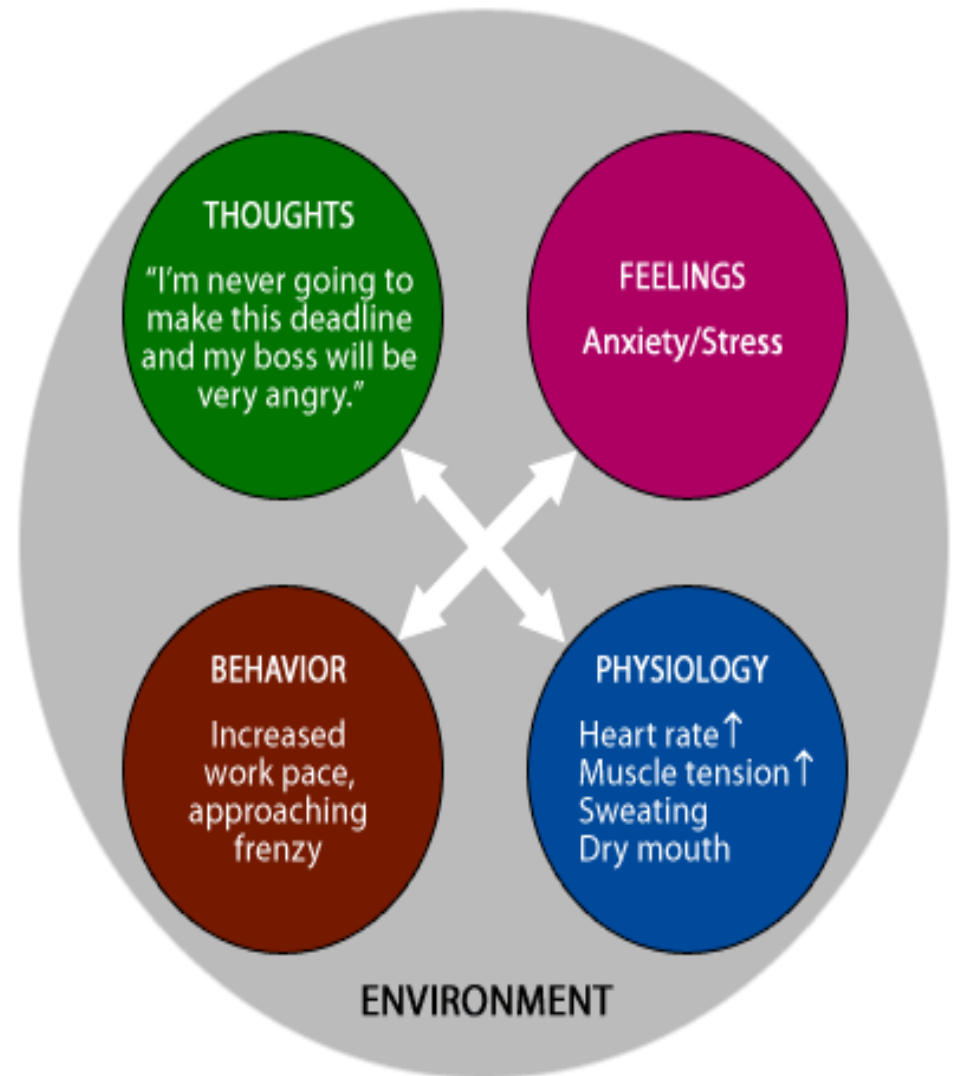 THOUGHTS
“I’m never going to
make this deadline
and my boss will be
very angry.”
FEELINGS
Anxiety/Stress
BEHAVIOR
Increased
work pace,
approaching
frenzy
PHYSIOLOGY
Heart rate↑
Muscle tension↑
Sweating
Dry mouth
ENVIRONMENT